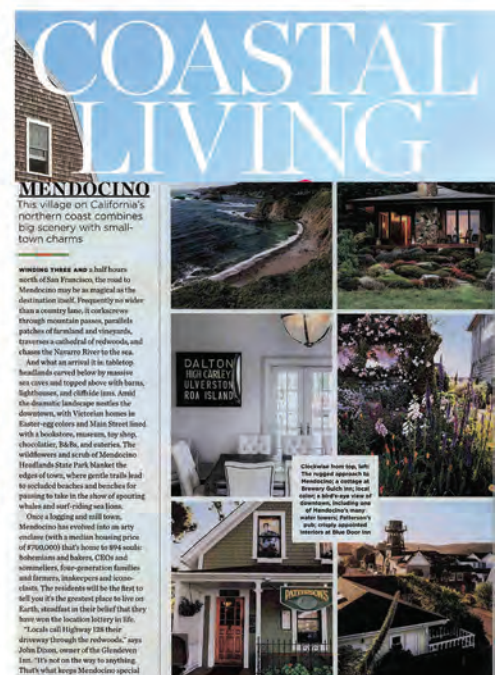 COASTAL
LIVING
MENDOCINO
This village on California's
northern coast combines
big scenery with small-
town charms
WINDING THREE AND a half hours
north of San Francisco, the road to
Mendocino may be as magical as the
destination itself. Frequently no wider
than a country lane, it corkscrews
through mountain passes, parallels
patches of farmland and vineyards,
traverses a cathedral of redwoods, and
chases the Navarro River to the sea.
And what an arrival it is: tabletop
headlands carved below by massive
sea coves and topped above with barns,
lighthouses, and cliffside inns. Amid
the dramatic landscape nestles the
downtown, with Victorian homes in
Easter-egg colors and Main Street lined
with a bookstore, museum, toy shop,
chocolatier, B&Bs, and eateries. The
wildflowers and scrub of Mendocino
Headlands State Park blanket the
edges of town, where gentle trails lead
to secluded beaches and benches for
pausing to take in the show of spouting
whales and surf-riding sea lions.
Once a logging and mill town,
Mendocino has evolved into an arty
enclave (with a median housing price
of $700,000) that's home to 894 souls:
bohemians and bakers, CEOs and
sommeliers, four-generation families
and farmers, innkeepers and icono-
clasts. The residents will be the first to
tell you it's the greatest place to live on
Earth, steadfast in their belief that they
have won the location lottery in life.
"Locals call Highway 128 their
driveway through the redwoods," says
John Dixon, owner of the Glendeven
Inn. "It's not on the way to anything.
That's what keeps Mendocino special
DALTON
HIGH CARLEY
ULVERSTON
ROA ISLAND
Clockwise from top, left:
The rugged approach to
Mendocino; a cottage at
Brewery Gulch Inn; local
color; a bird's-eye view of
downtown, including one
of Mendocino's many
water towers; Patterson's
pub; crisply appointed
interiors at Blue Door Inn
PATTERSON'S